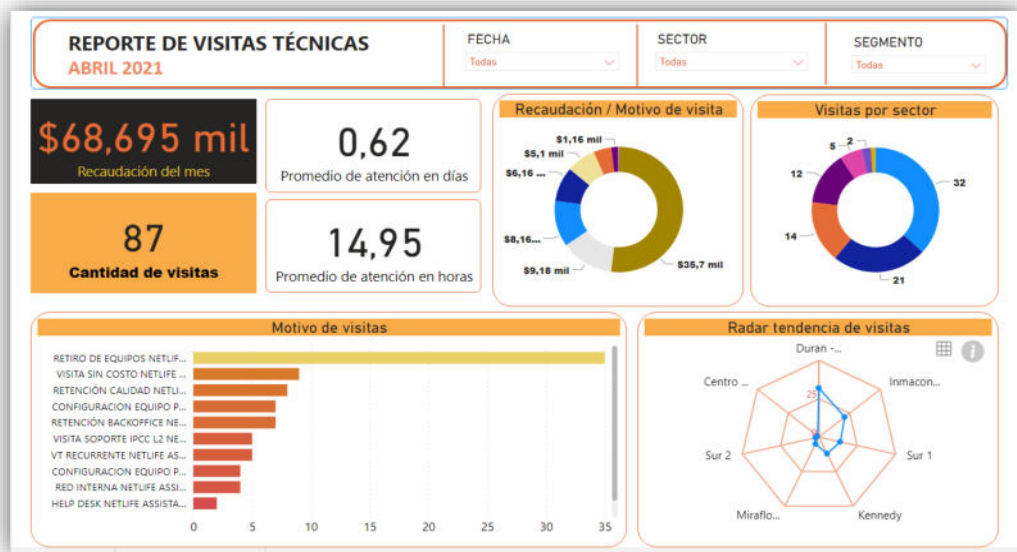 REPORTE DE VISITAS TÉCNICAS
ABRIL 2021
FECHA
Todas
SECTOR
Todas
SEGMENTO
Todas
$68,695 mil
Recaudación del mes
0,62
Promedio de atención en días
87
Cantidad de visitas
14,95
Promedio de atención en horas
Recaudación / Motivo de visita
$1,16 mil
$5,1 mil
$6,16 ...
$8,16...
$9,18 mil
$35,7 mil
Visitas por sector
2
5
12
14
21
32
Motivo de visitas
RETIRO DE EQUIPOS NETLIF...
VISITA SIN COSTO NETLIFE ...
RETENCIÓN CALIDAD NETLI...
CONFIGURACION EQUIPO P...
RETENCIÓN BACKOFFICE NE...
VISITA SOPORTE IPCC L2 NE...
VT RECURRENTE NETLIFE AS...
CONFIGURACION EQUIPO P...
RED INTERNA NETLIFE ASSI...
HELP DESK NETLIFE ASSISTA...
0 5 10 15 20 25 30 35
Radar tendencia de visitas
Duran -...
Centro ...
Inmacon...
25
Sur 2
Sur 1
Miraflo...
Kennedy